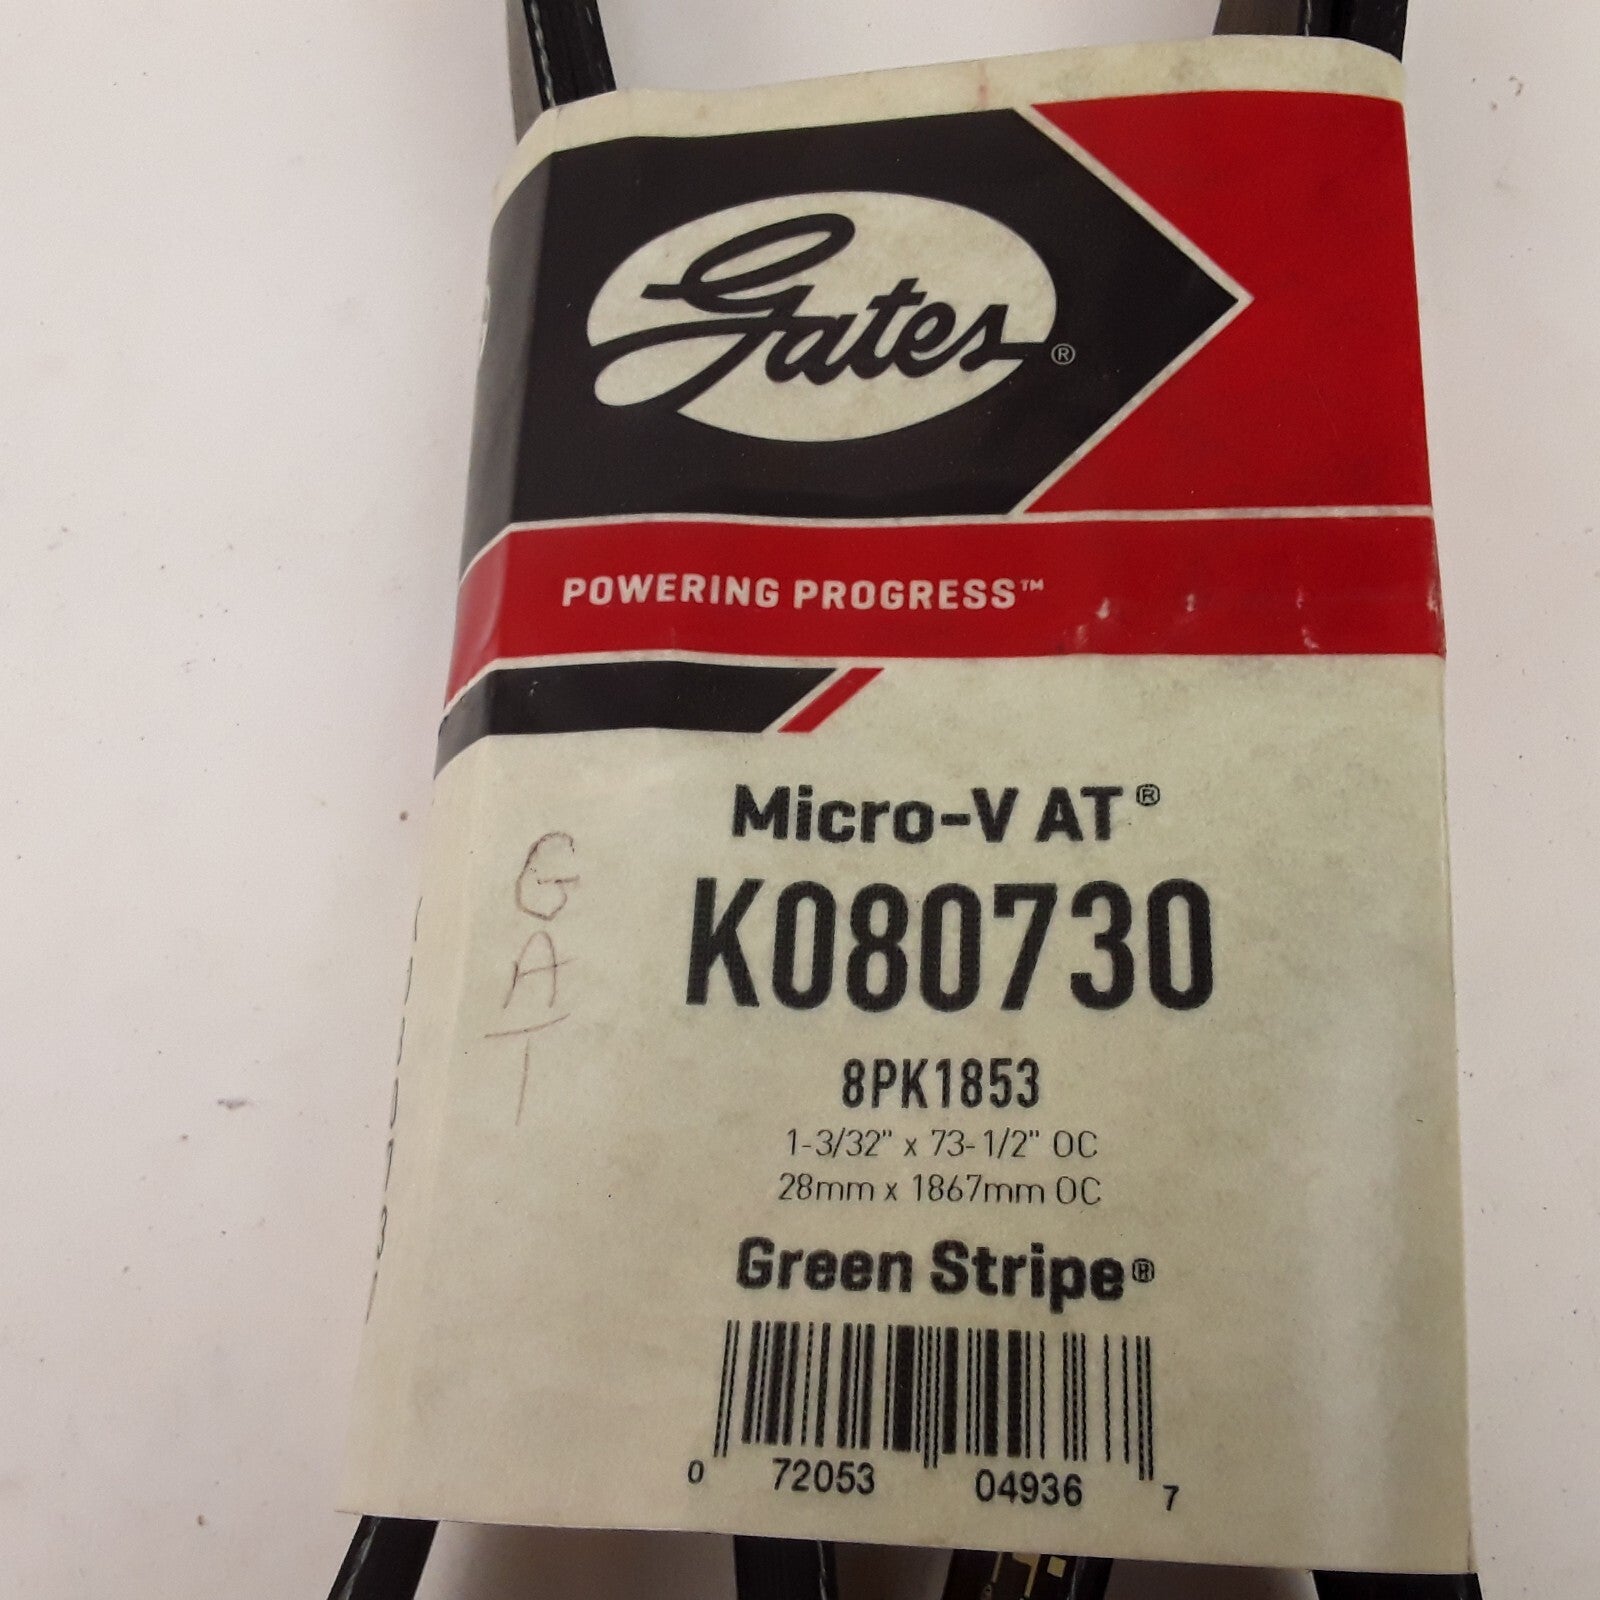 Gates®
POWERING PROGRESS™
Micro-V AT®
K080730
8PK1853
1-3/32" x 73-1/2" OC
28mm x 1867mm OC
Green Stripe®
0 72053 04936 7
G
A
T